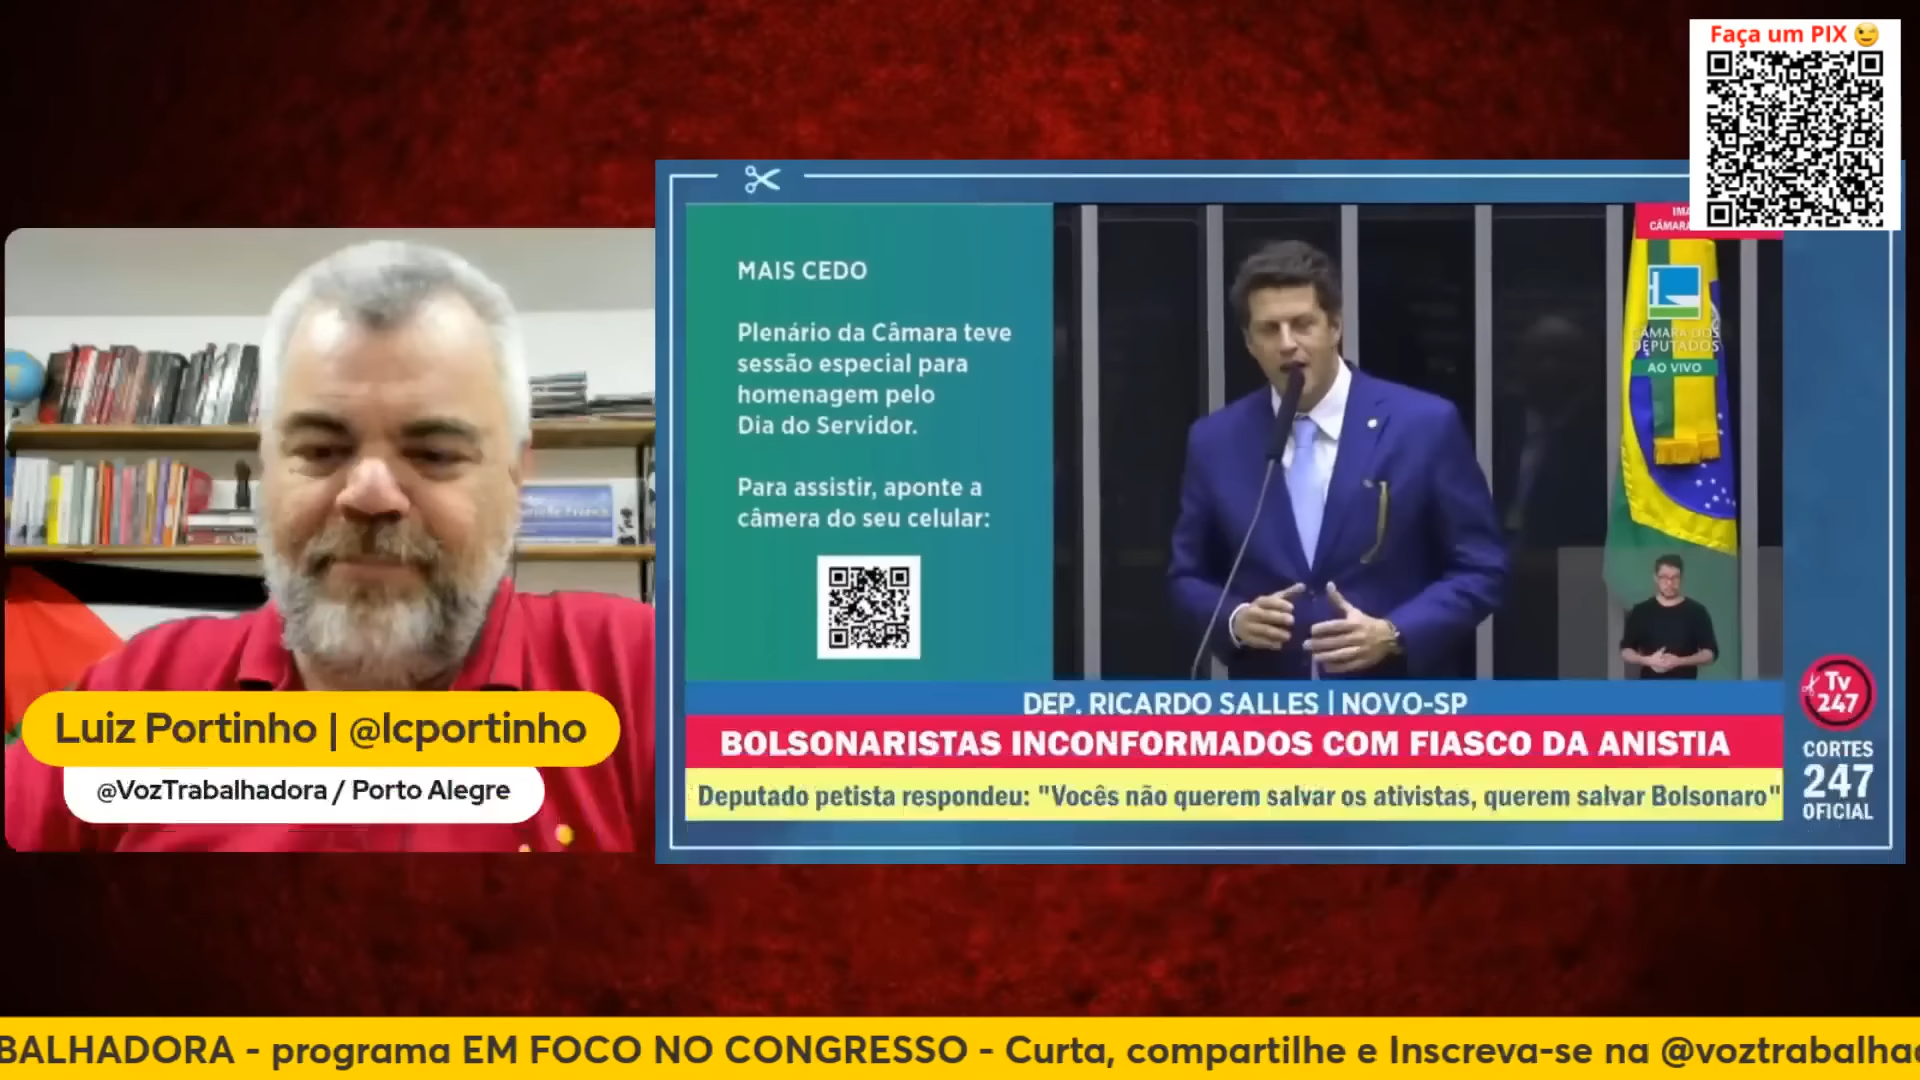 Faça um PIX
MAIS CEDO
Plenário da Câmara teve
sessão especial para
homenagem pelo
Dia do Servidor.
Para assistir, aponte a
câmera do seu celular:
CÂMARA DOS
DEPUTADOS
AO VIVO
DEP. RICARDO SALLES | NOVO-SP
BOLSONARISTAS INCONFORMADOS COM FIASCO DA ANISTIA
Deputado petista respondeu: "Vocês não querem salvar os ativistas, querem salvar Bolsonaro"
Tv
247
CORTES
247
OFICIAL
Luiz Portinho | @lcportinho
@VozTrabalhadora / Porto Alegre
BALHADORA - programa EM FOCO NO CONGRESSO - Curta, compartilhe e Inscreva-se na @voztrabalha